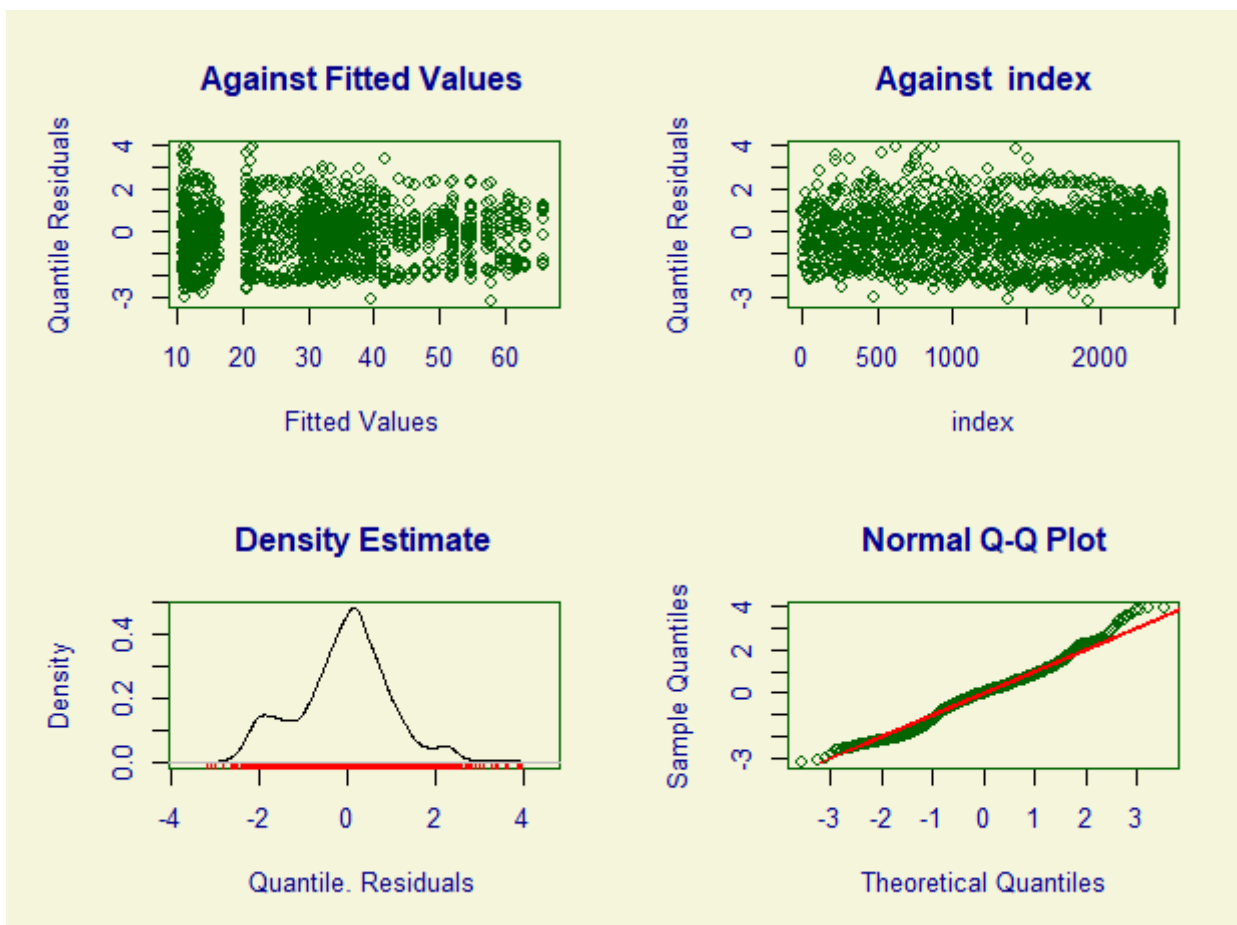 Against Fitted Values
Quantile Residuals
4
2
0
-3
10 20 30 40 50 60
Fitted Values
Against index
Quantile Residuals
4
2
0
-3
0 500 1000 2000
index
Density Estimate
Density
0.4
0.2
0.0
-4 -2 0 2 4
Quantile. Residuals
Normal Q-Q Plot
Sample Quantiles
4
2
0
-3
-3 -2 -1 0 1 2 3
Theoretical Quantiles